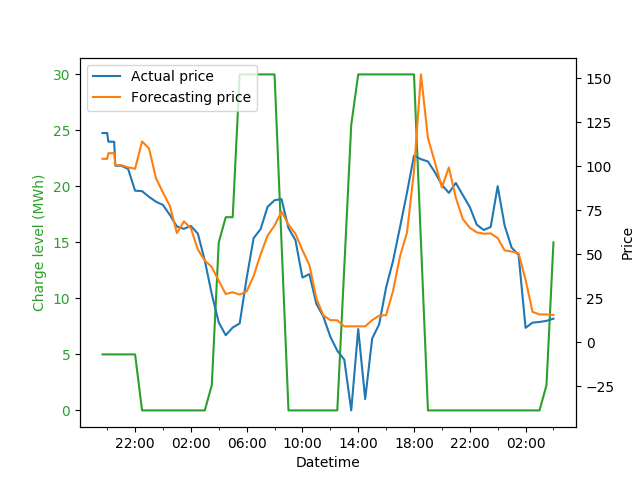 Actual price
Forecasting price
30
25
20
15
10
5
0
Charge level (MWh)
150
125
100
75
50
25
0
−25
Price
22:00 02:00 06:00 10:00 14:00 18:00 22:00 02:00
Datetime